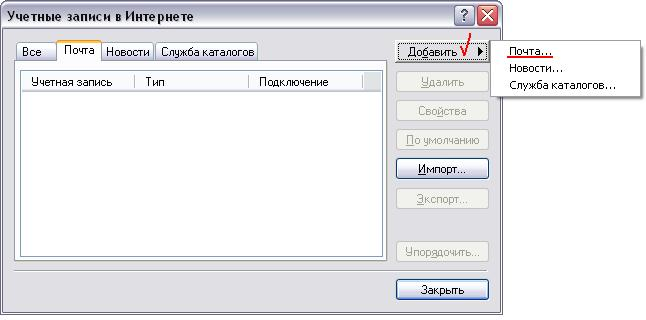 Учетные записи в Интернете
Все Почта Новости Служба каталогов
Учетная запись Тип Подключение
Добавить
Удалить
Свойства
По умолчанию
Импорт...
Экспорт...
Упорядочить...
Закрыть
Почта...
Новости...
Служба каталогов...